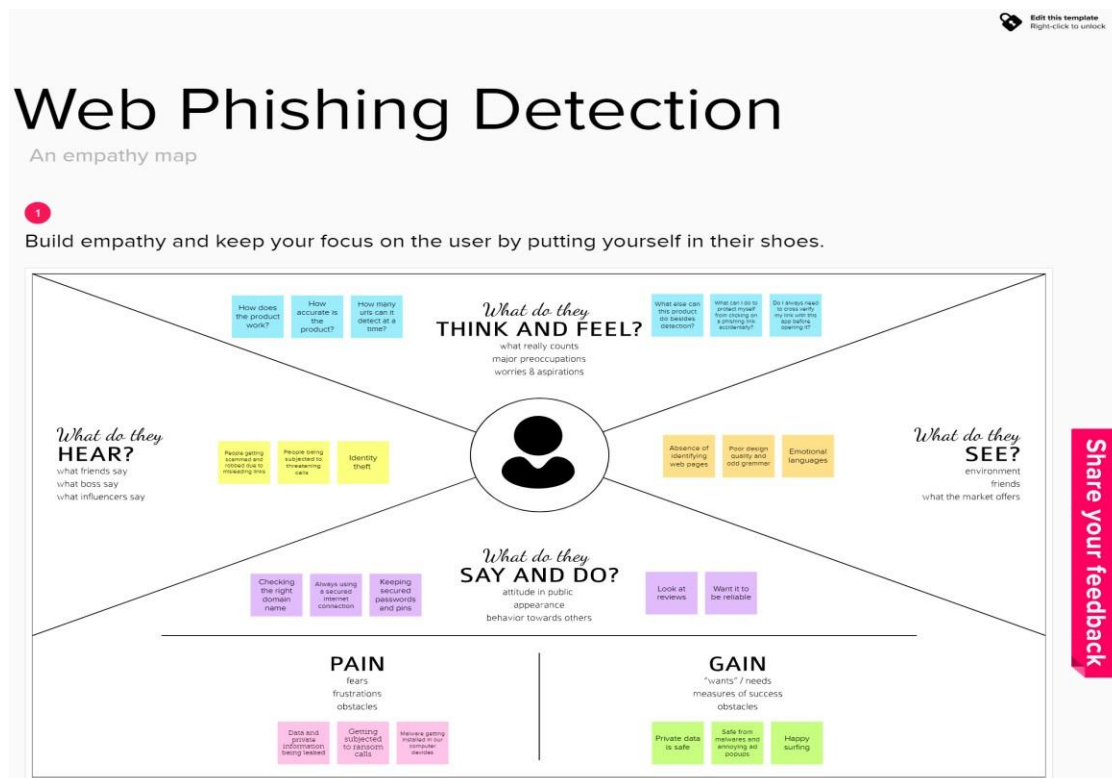 Edit this template
Right-click to unlock
Web Phishing Detection
An empathy map
1
Build empathy and keep your focus on the user by putting yourself in their shoes.
How does
the product
work?
How
accurate is
the
product?
How many
urls can it
detect at a
time?
What do they
THINK AND FEEL?
what really counts
major preoccupations
worries & aspirations
What else can
this product
do besides
detection?
What can I do to
protect myself
from clicking on
a phishing link
accidentally?
Do I always need
to cross verify
my link with this
app before
opening it?
What do they
HEAR?
what friends say
what boss say
what influencers say
People getting
scammed and
robbed due to
misleading links
People being
subjected to
threatening
calls
Identity
theft
Absence of
identifying
web pages
Poor design
quality and
odd grammar
Emotional
languages
What do they
SEE?
environment
friends
what the market offers
Checking
the right
domain
name
Always using
a secured
internet
connection
Keeping
secured
passwords
and pins
What do they
SAY AND DO?
attitude in public
appearance
behavior towards others
Look at
reviews
Want it to
be reliable
PAIN
fears
frustrations
obstacles
Data and
private
information
being leaked
Getting
subjected
to ransom
calls
Malware getting
installed in our
computer
devides
GAIN
"wants" / needs
measures of success
obstacles
Private data
is safe
Safe from
malwares and
annoying ad
popups
Happy
surfing
Share your feedback